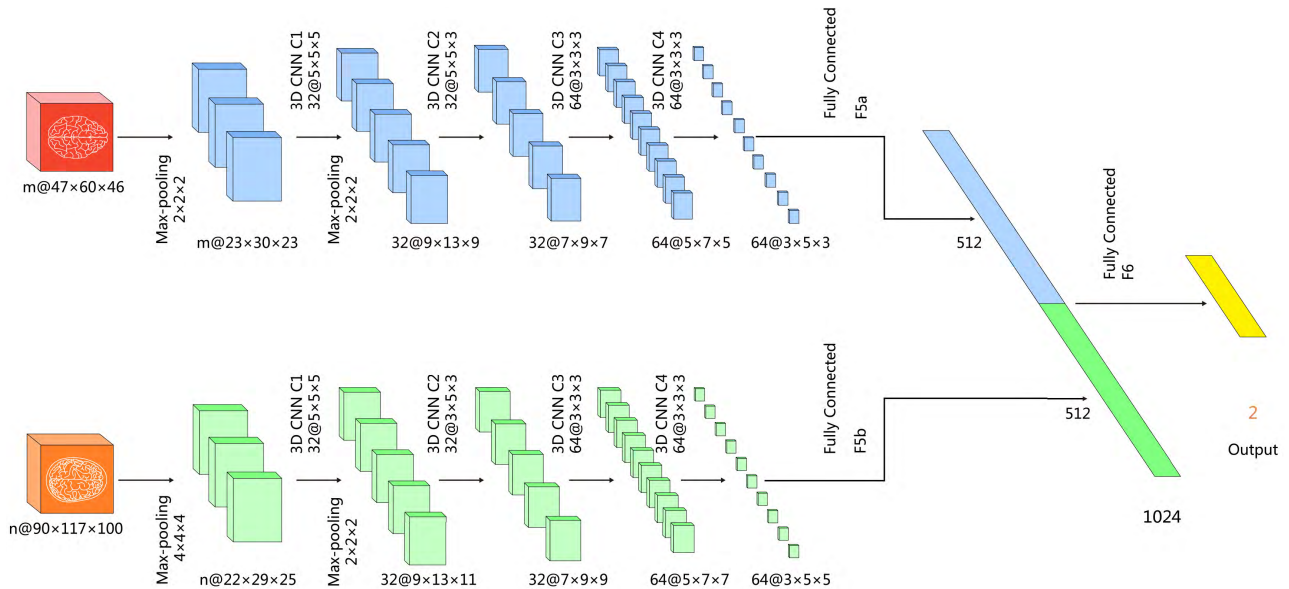 3D CNN C1
32@5×5×5
3D CNN C2
32@5×5×3
3D CNN C3
64@3×3×3
3D CNN C4
64@3×3×3
Fully Connected
F5a
m@47×60×46
Max-pooling
2×2×2
m@23×30×23
Max-pooling
2×2×2
32@9×13×9
32@7×9×7
64@5×7×5
64@3×5×3
512
Fully Connected
F6
3D CNN C1
32@5×5×5
3D CNN C2
32@3×5×3
3D CNN C3
64@3×3×3
3D CNN C4
64@3×3×3
Fully Connected
F5b
512
2
Output
n@90×117×100
Max-pooling
4×4×4
n@22×29×25
Max-pooling
2×2×2
32@9×13×11
32@7×9×9
64@5×7×7
64@3×5×5
1024